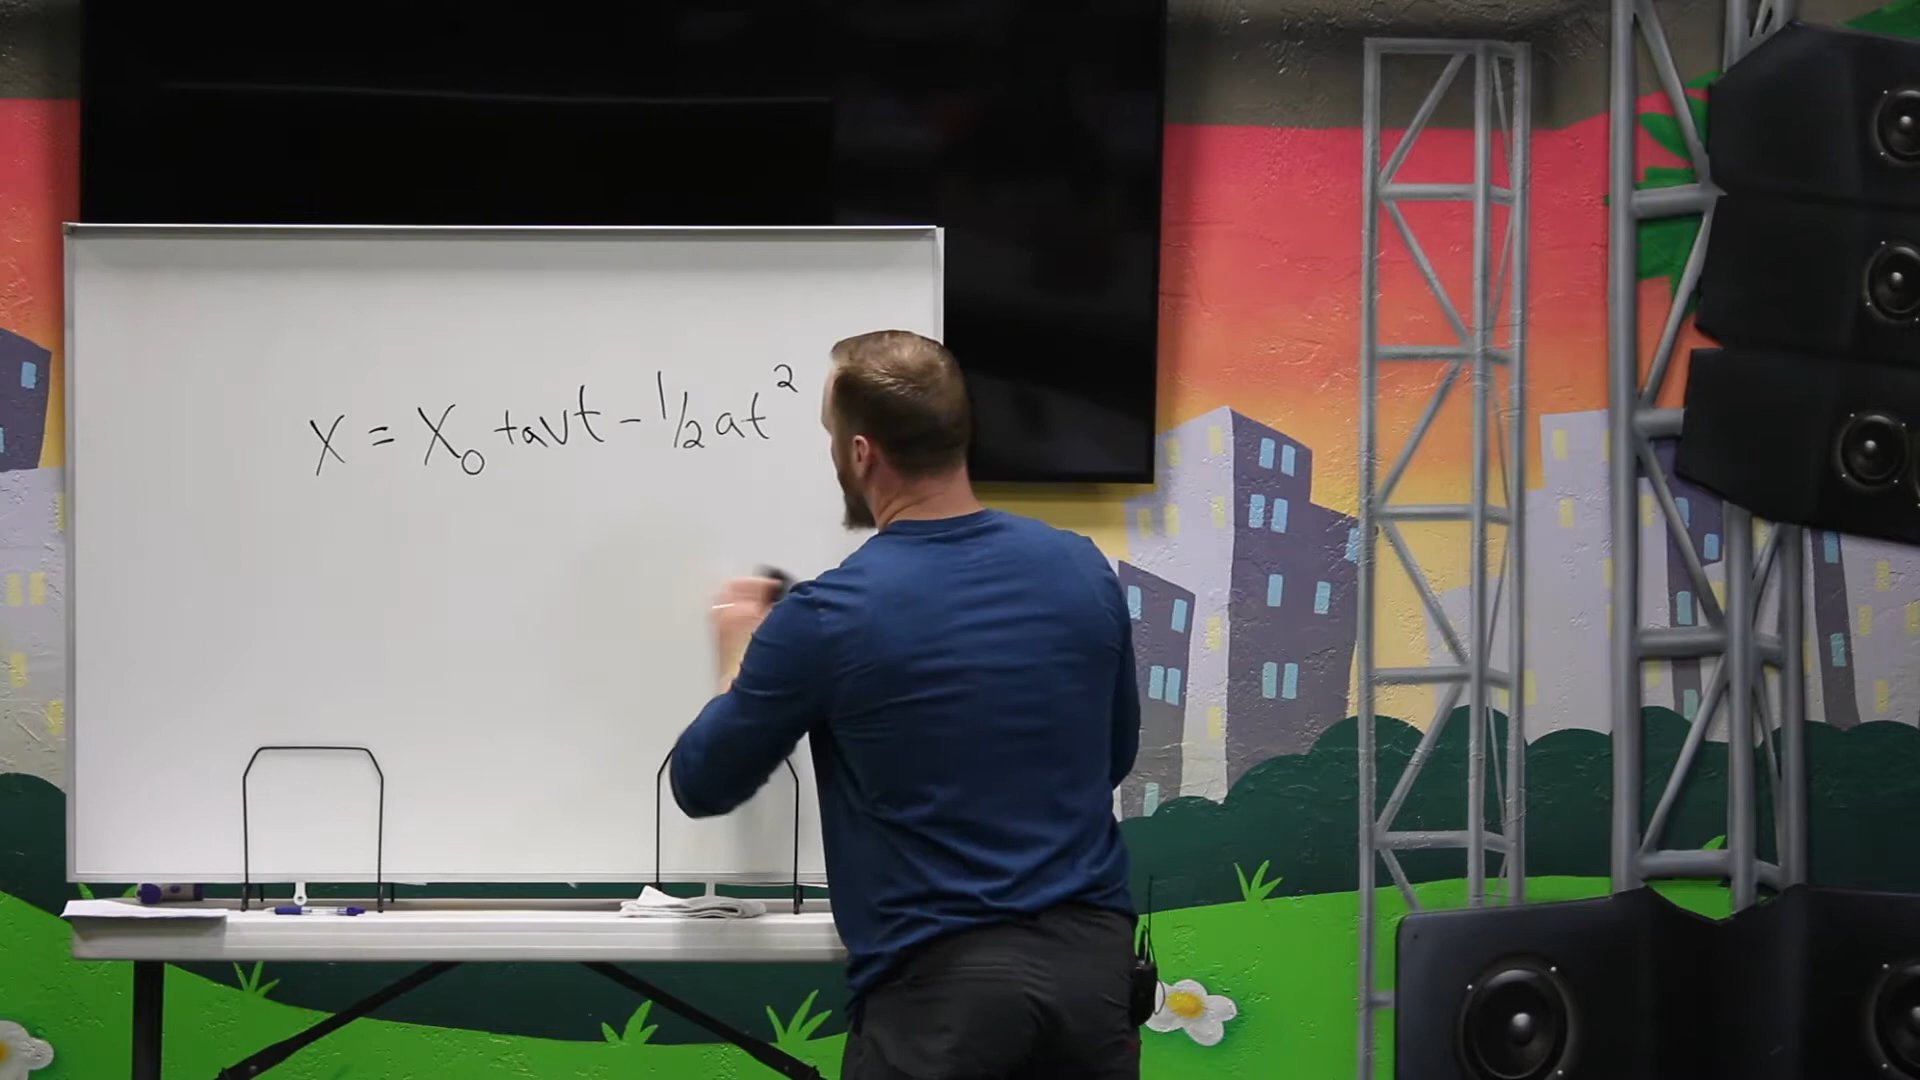 X = X₀ + avt - 1/2 at²